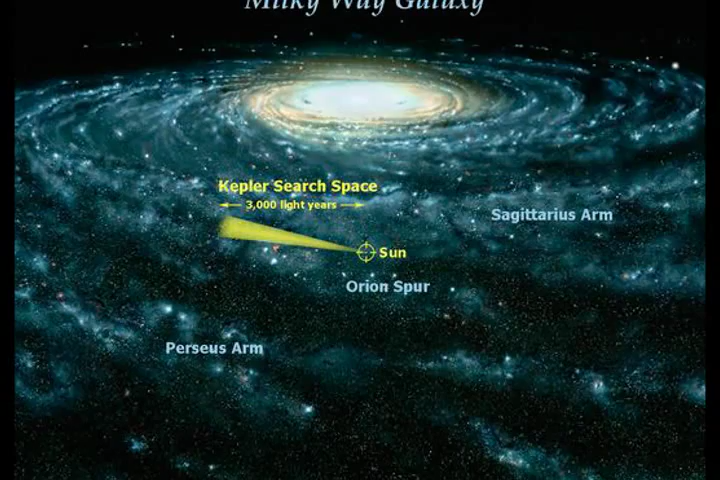 Milky Way Galaxy
Kepler Search Space
3,000 light years
Sagittarius Arm
Sun
Orion Spur
Perseus Arm